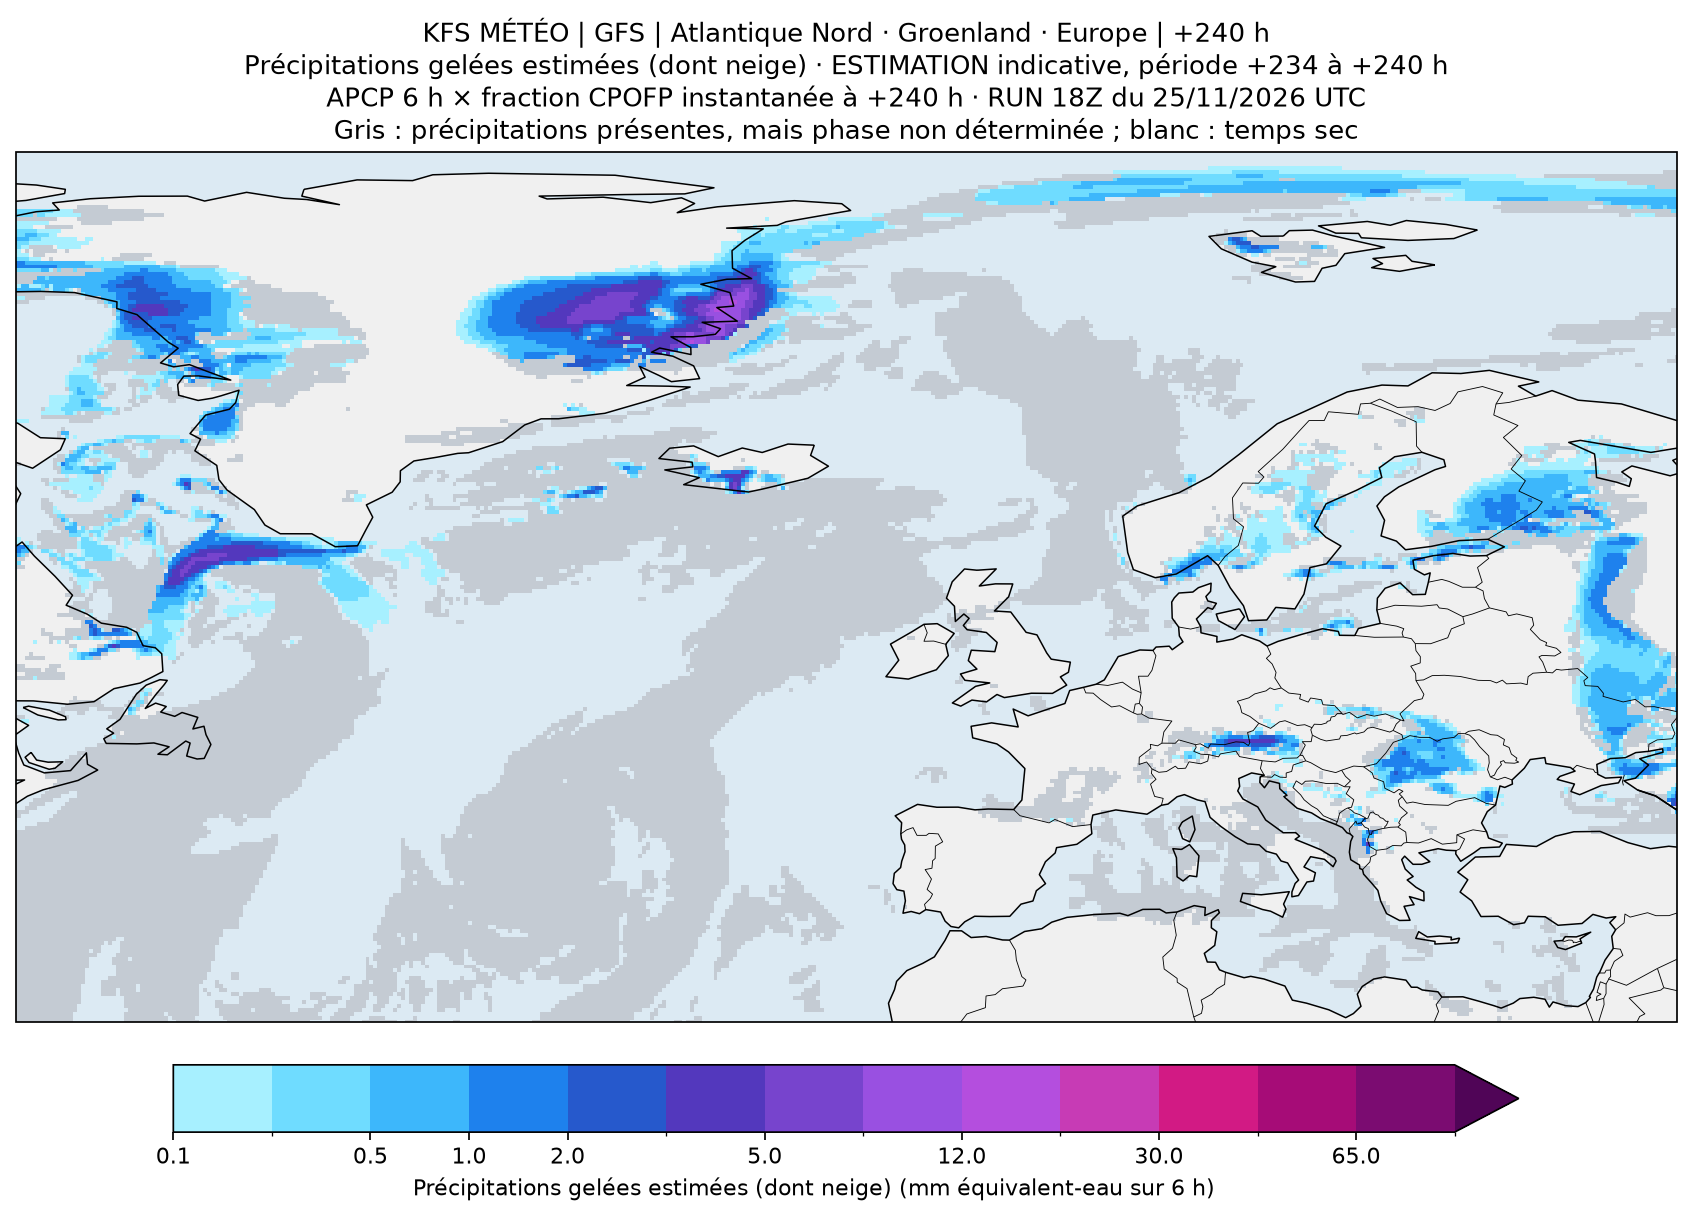 KFS MÉTÉO | GFS | Atlantique Nord · Groenland · Europe | +240 h
Précipitations gelées estimées (dont neige) · ESTIMATION indicative, période +234 à +240 h
APCP 6 h × fraction CPOFP instantanée à +240 h · RUN 18Z du 25/11/2026 UTC
Gris : précipitations présentes, mais phase non déterminée ; blanc : temps sec
0.1 0.5 1.0 2.0 5.0 12.0 30.0 65.0
Précipitations gelées estimées (dont neige) (mm équivalent-eau sur 6 h)